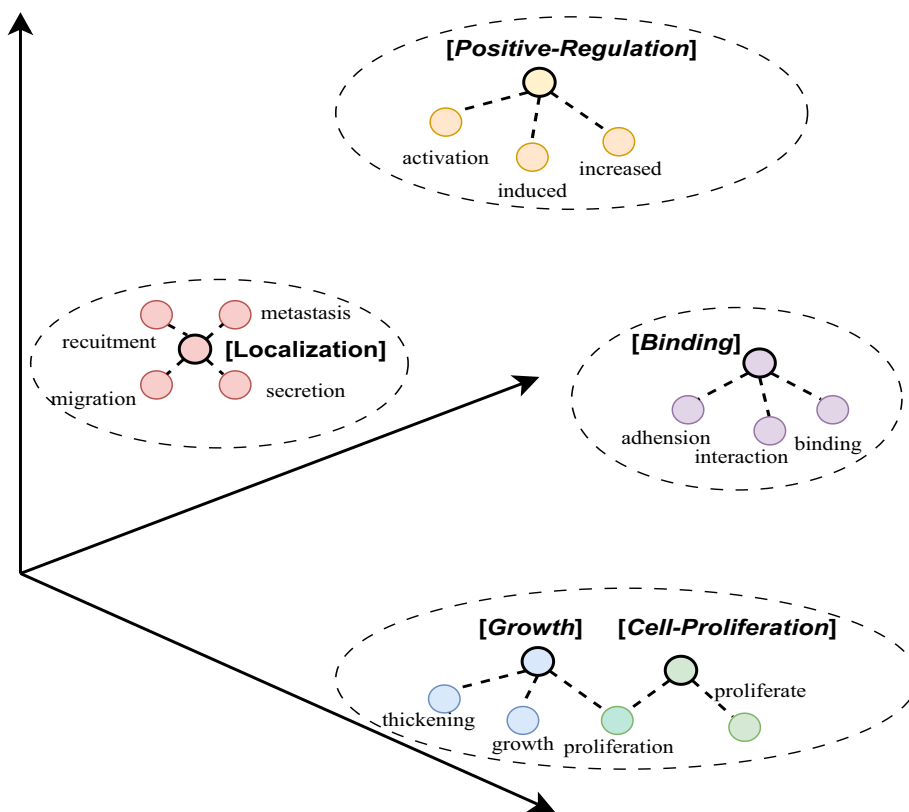 [Positive-Regulation]
activation
induced
increased
recuitment
metastasis
[Localization]
migration
secretion
[Binding]
adhension
interaction
binding
[Growth]
[Cell-Proliferation]
thickening
growth
proliferation
proliferate